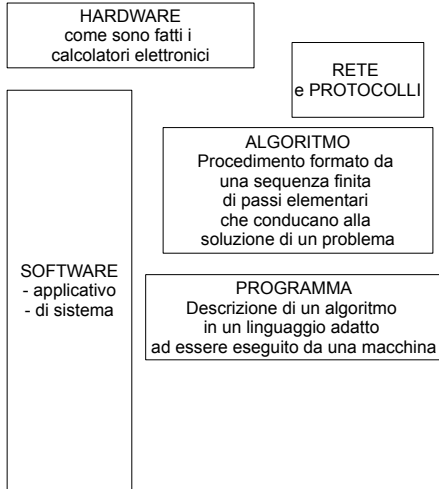 HARDWARE
come sono fatti i
calcolatori elettronici
RETE
e PROTOCOLLI
ALGORITMO
Procedimento formato da
una sequenza finita
di passi elementari
che conducano alla
soluzione di un problema
SOFTWARE
- applicativo
- di sistema
PROGRAMMA
Descrizione di un algoritmo
in un linguaggio adatto
ad essere eseguito da una macchina